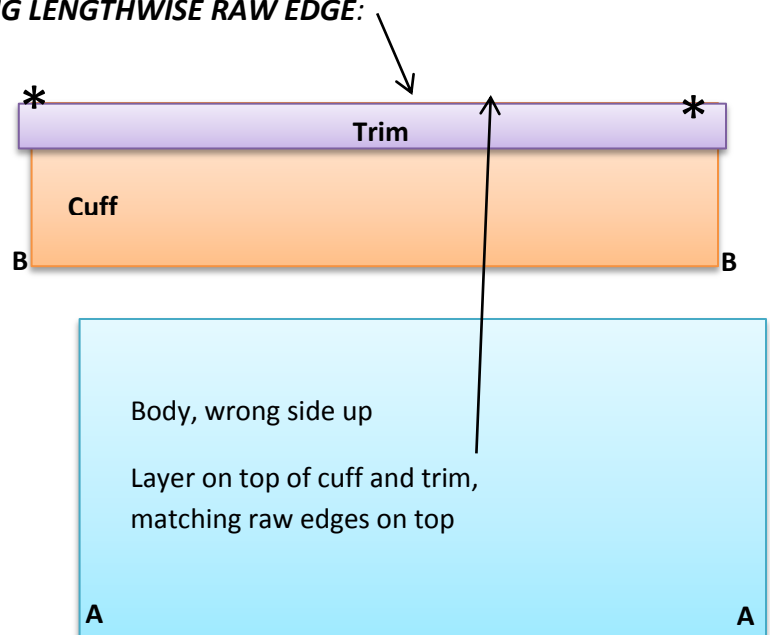 G LENGTHWISE RAW EDGE:
* *
Trim
Cuff
B B
Body, wrong side up
Layer on top of cuff and trim,
matching raw edges on top
A A